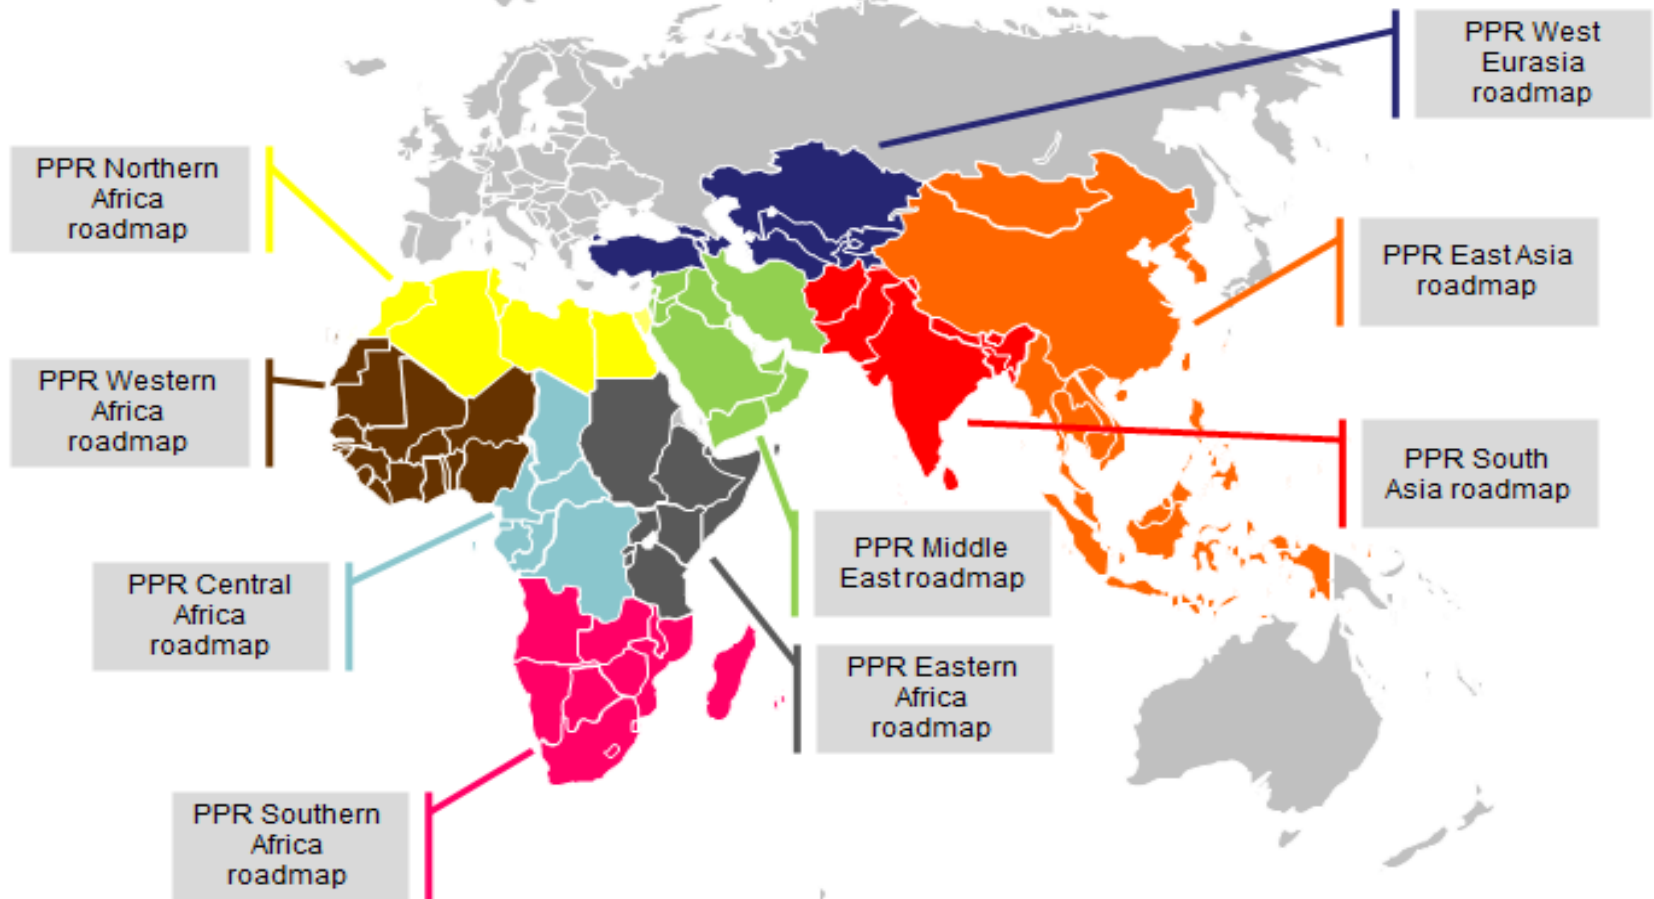 PPR West
Eurasia
roadmap
PPR Northern
Africa
roadmap
PPR East Asia
roadmap
PPR Western
Africa
roadmap
PPR South
Asia roadmap
PPR Middle
East roadmap
PPR Central
Africa
roadmap
PPR Eastern
Africa
roadmap
PPR Southern
Africa
roadmap